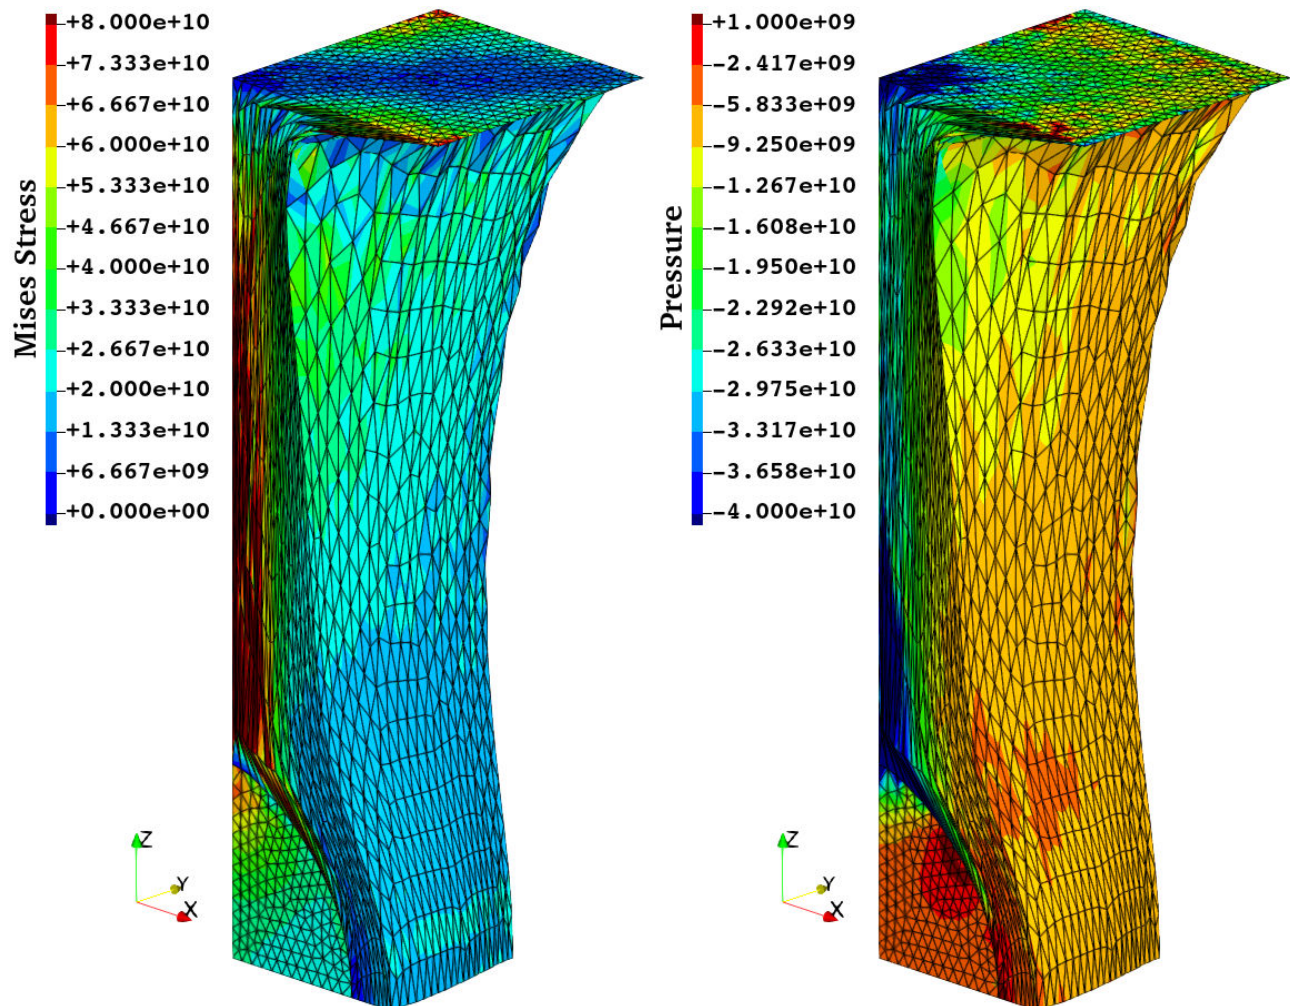 Mises Stress
+8.000e+10
+7.333e+10
+6.667e+10
+6.000e+10
+5.333e+10
+4.667e+10
+4.000e+10
+3.333e+10
+2.667e+10
+2.000e+10
+1.333e+10
+6.667e+09
+0.000e+00
Z
Y
X
Pressure
+1.000e+09
-2.417e+09
-5.833e+09
-9.250e+09
-1.267e+10
-1.608e+10
-1.950e+10
-2.292e+10
-2.633e+10
-2.975e+10
-3.317e+10
-3.658e+10
-4.000e+10
Z
Y
X